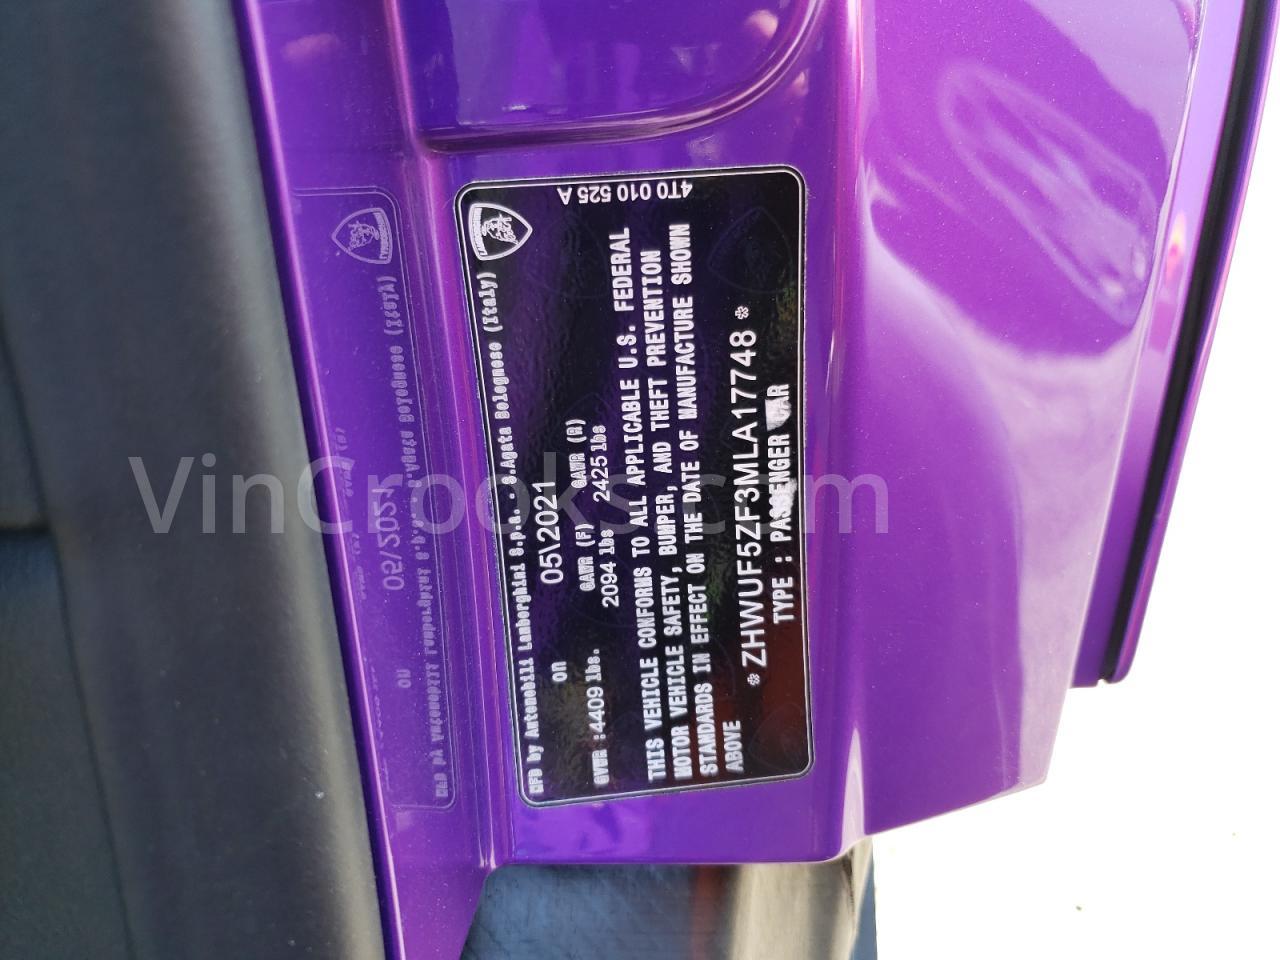 4T0 010 525 A
MFD by Automobili Lamborghini S.p.a. - S.Agata Bolognese (Italy)
on 05\2021
GVWR :4409 lbs. GAWR (F) 2094 lbs GAWR (R) 2425 lbs
THIS VEHICLE CONFORMS TO ALL APPLICABLE U.S. FEDERAL
MOTOR VEHICLE SAFETY, BUMPER, AND THEFT PREVENTION
STANDARDS IN EFFECT ON THE DATE OF MANUFACTURE SHOWN
ABOVE
* ZHWUF5ZF3MLA17748 *
TYPE : PASSENGER CAR
VinCrooks.com